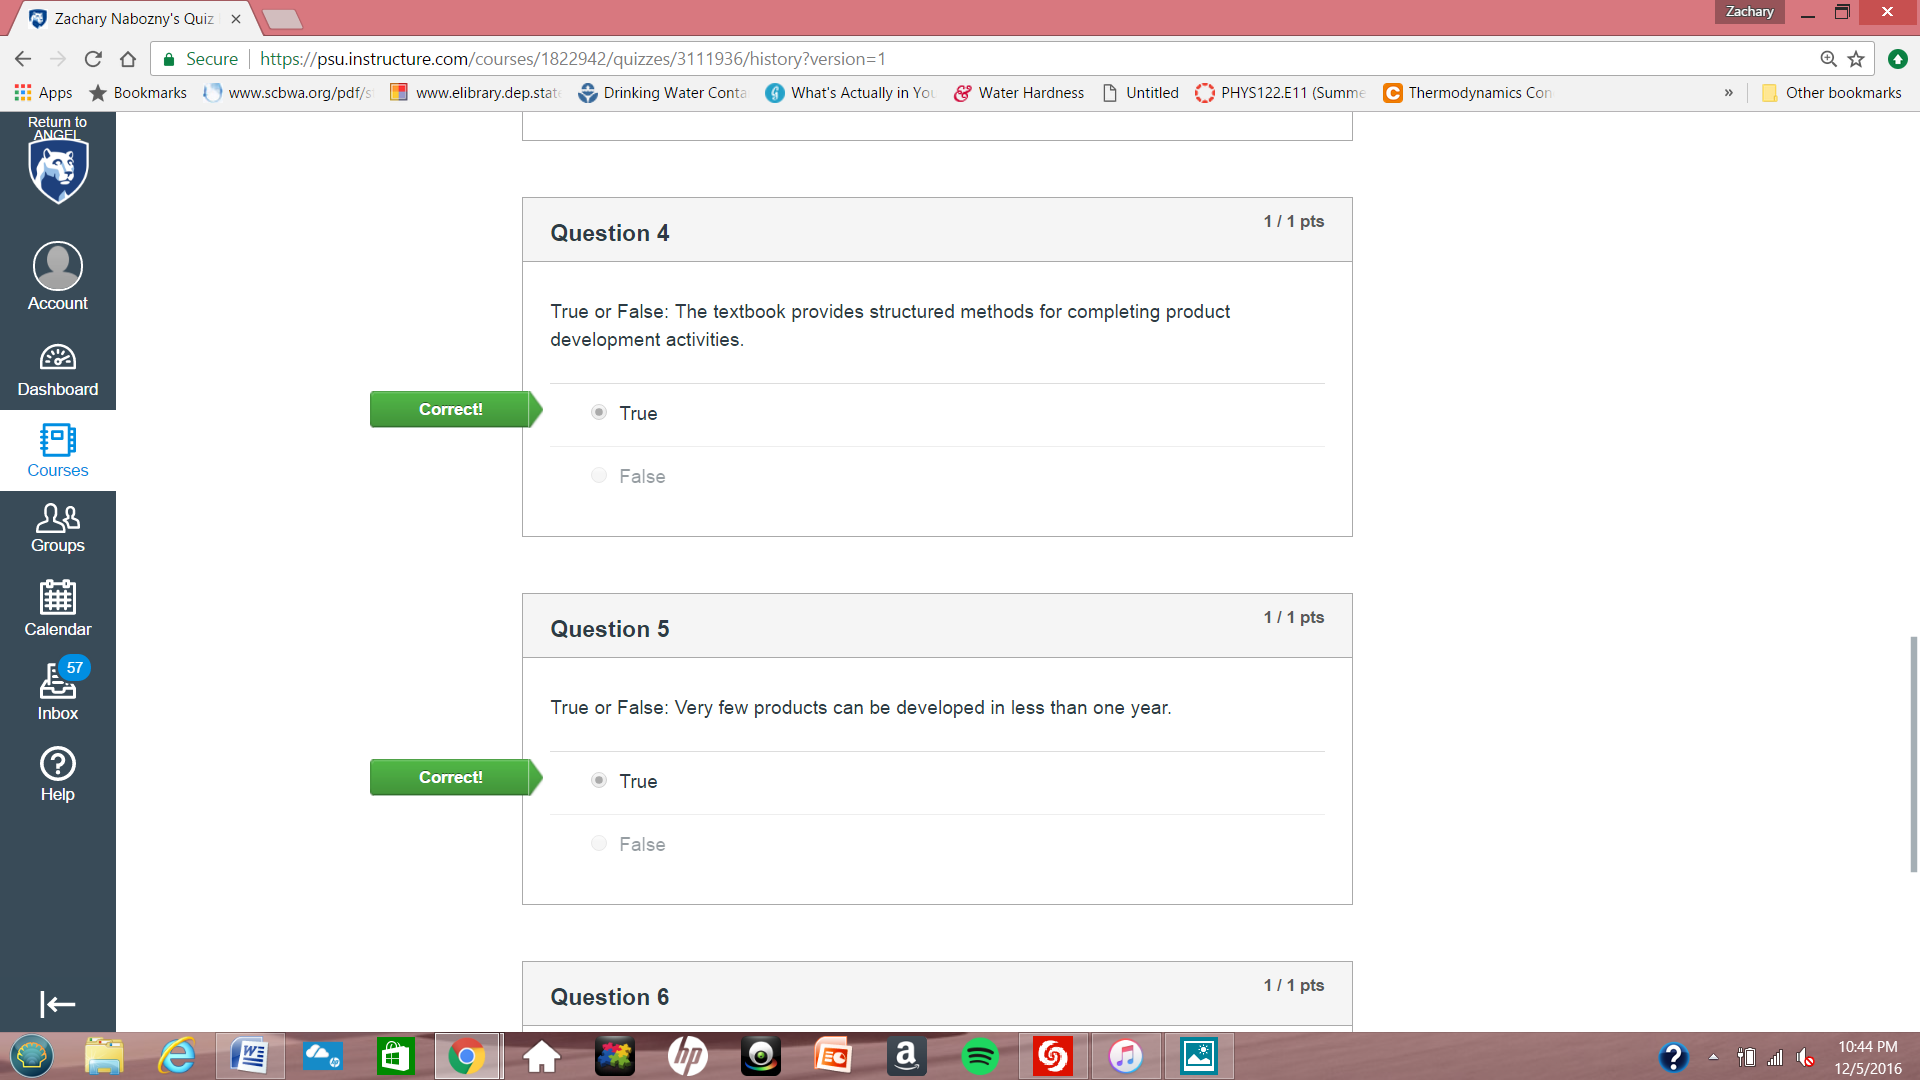 Zachary Nabozny's Quiz
Zachary
Secure
https://psu.instructure.com/courses/1822942/quizzes/3111936/history?version=1
Apps
Bookmarks
www.scbwa.org/pdf/s
www.elibrary.dep.stat
Drinking Water Conta
What's Actually in You
Water Hardness
Untitled
PHYS122.E11 (Summe
Thermodynamics Con
»
Other bookmarks
Return to
ANGEL
Account
Dashboard
Courses
Groups
Calendar
57
Inbox
Help
Question 4
1 / 1 pts
True or False: The textbook provides structured methods for completing product
development activities.
Correct!
True
False
Question 5
1 / 1 pts
True or False: Very few products can be developed in less than one year.
Correct!
True
False
Question 6
1 / 1 pts
10:44 PM
12/5/2016